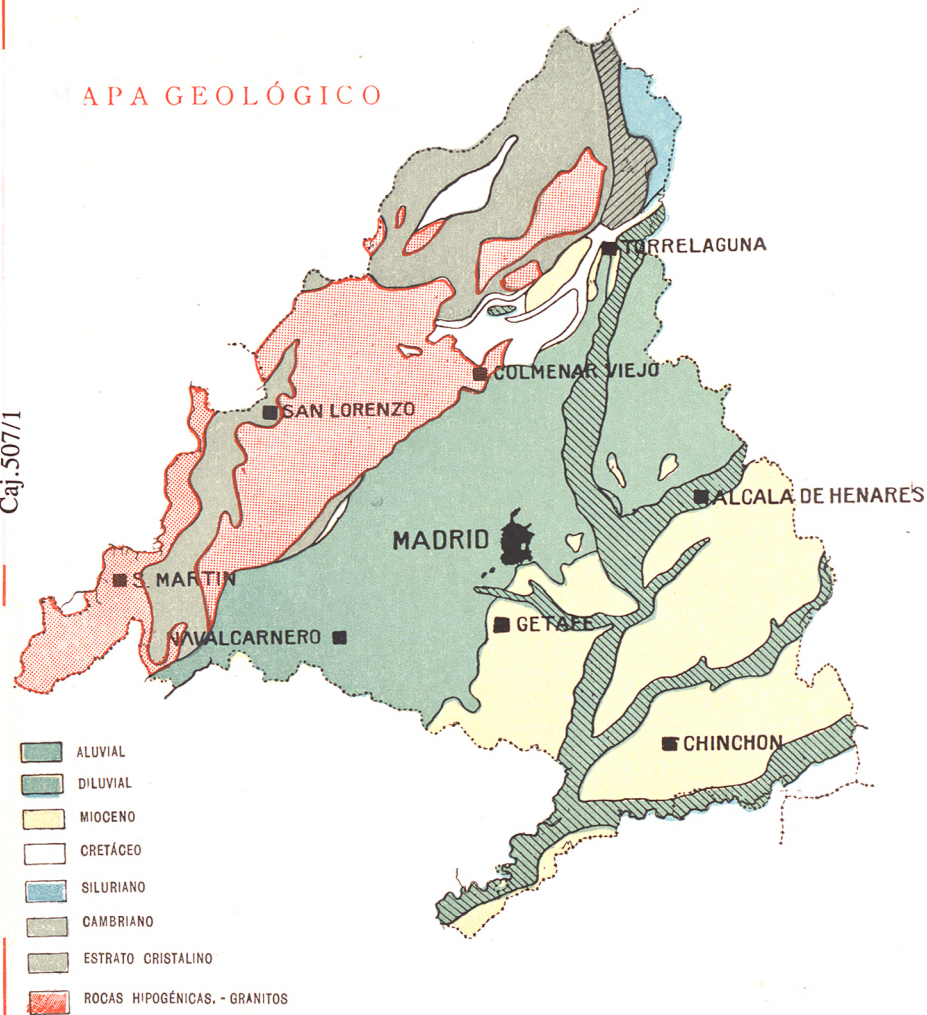 APA GEOLÓGICO
TORRELAGUNA
COLMENAR VIEJO
SAN LORENZO
Caj.507/1
ALCALA DE HENARES
MADRID
S. MARTIN
GETAFE
NAVALCARNERO
CHINCHON
ALUVIAL
DILUVIAL
MIOCENO
CRETÁCEO
SILURIANO
CAMBRIANO
ESTRATO CRISTALINO
ROCAS HIPOGÉNICAS. - GRANITOS